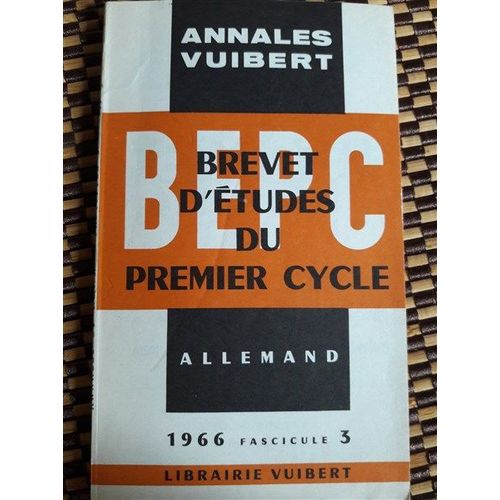 ANNALES
VUIBERT
BEPC
BREVET
D'ÉTUDES
DU
PREMIER CYCLE
ALLEMAND
1966 FASCICULE 3
LIBRAIRIE VUIBERT